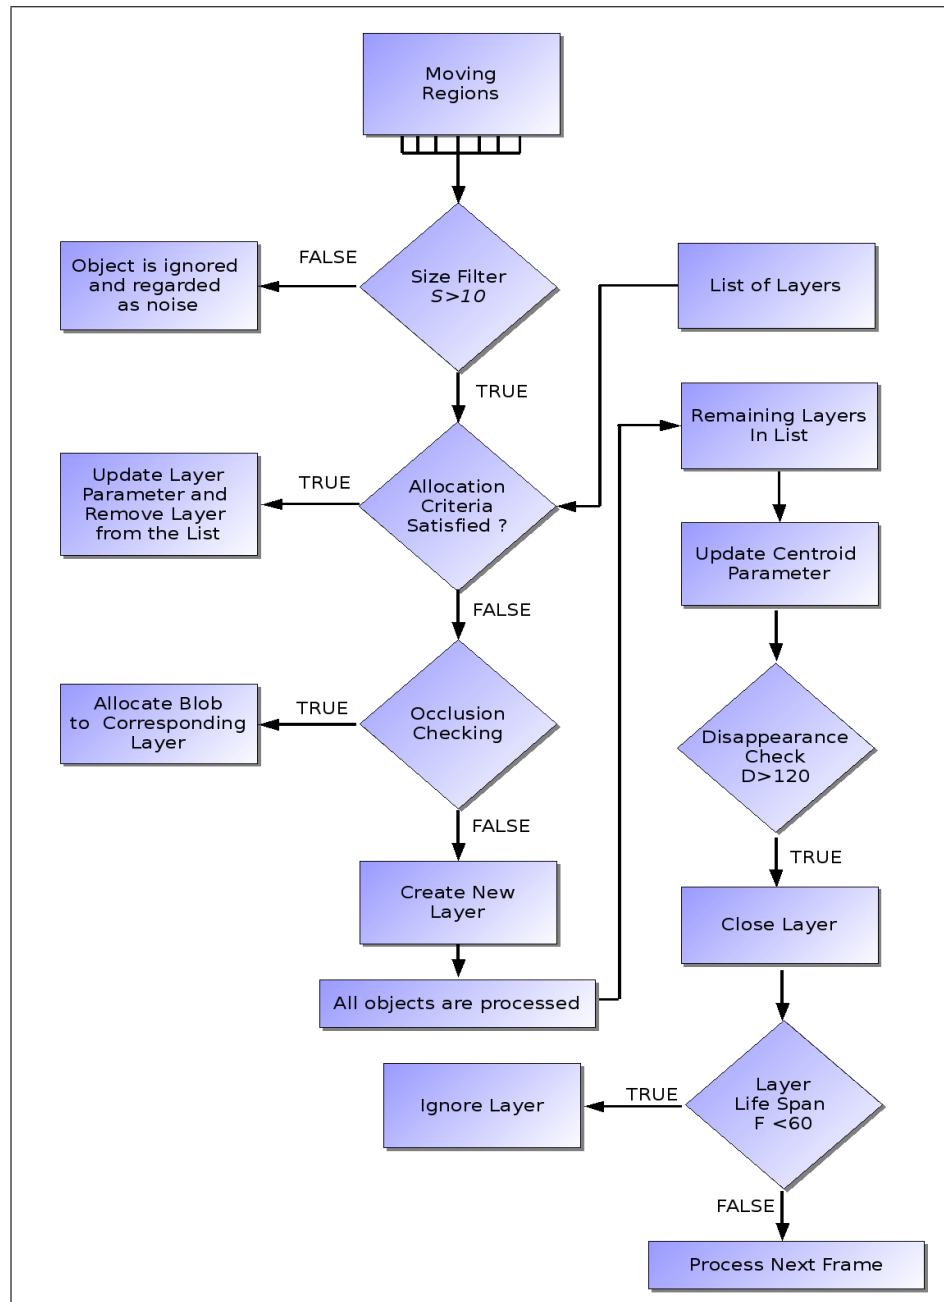 Moving
Regions
FALSE
Object is ignored
and regarded
as noise
Size Filter
S>10
List of Layers
TRUE
Remaining Layers
In List
Update Layer
Parameter and
Remove Layer
from the List
TRUE
Allocation
Criteria
Satisfied ?
Update Centroid
Parameter
FALSE
Allocate Blob
to Corresponding
Layer
TRUE
Occlusion
Checking
Disappearance
Check
D>120
FALSE
TRUE
Create New
Layer
Close Layer
All objects are processed
Ignore Layer
TRUE
Layer
Life Span
F <60
FALSE
Process Next Frame